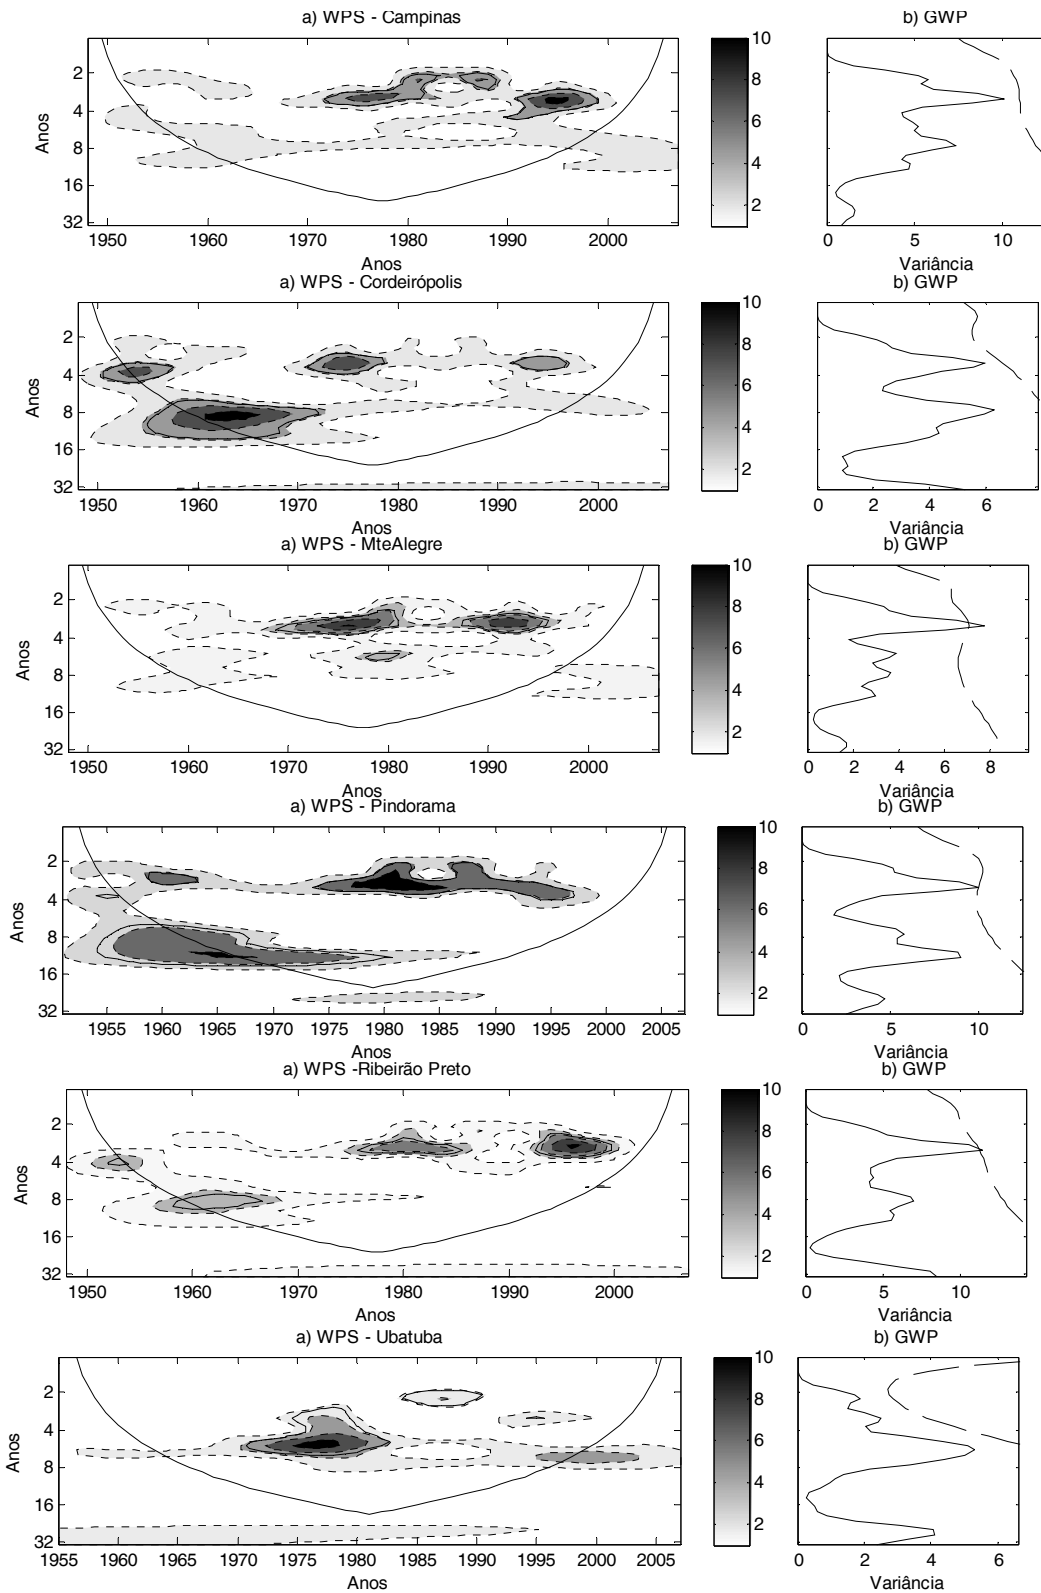 a) WPS - Campinas
b) GWP
Anos
2
4
8
16
32
1950 1960 1970 1980 1990 2000
Anos
10
8
6
4
2
0 5 10
Variância
a) WPS - Cordeirópolis
b) GWP
Anos
2
4
8
16
32
1950 1960 1970 1980 1990 2000
Anos
10
8
6
4
2
0 2 4 6
Variância
a) WPS - MteAlegre
b) GWP
Anos
2
4
8
16
32
1950 1960 1970 1980 1990 2000
10
8
6
4
2
0 2 4 6 8
Variância
a) WPS - Pindorama
b) GWP
Anos
2
4
8
16
32
1955 1960 1965 1970 1975 1980 1985 1990 1995 2000 2005
Anos
10
8
6
4
2
0 5 10
Variância
a) WPS -Ribeirão Preto
b) GWP
Anos
2
4
8
16
32
1950 1960 1970 1980 1990 2000
Anos
10
8
6
4
2
0 5 10
Variância
a) WPS - Ubatuba
b) GWP
Anos
2
4
8
16
32
1955 1960 1965 1970 1975 1980 1985 1990 1995 2000 2005
Anos
10
8
6
4
2
0 2 4 6
Variância